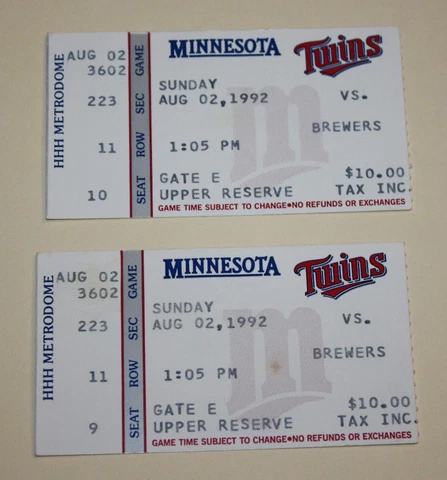 HHH METRODOME
AUG 02
3602
223
11
10
GAME
SEC
ROW
SEAT
MINNESOTA Twins
SUNDAY
AUG 02,1992 VS.
BREWERS
1:05 PM
GATE E $10.00
UPPER RESERVE TAX INC.
GAME TIME SUBJECT TO CHANGE•NO REFUNDS OR EXCHANGES
m
HHH METRODOME
AUG 02
3602
223
11
9
GAME
SEC
ROW
SEAT
MINNESOTA Twins
SUNDAY
AUG 02,1992 VS.
BREWERS
1:05 PM
GATE E $10.00
UPPER RESERVE TAX INC.
GAME TIME SUBJECT TO CHANGE•NO REFUNDS OR EXCHANGES
m